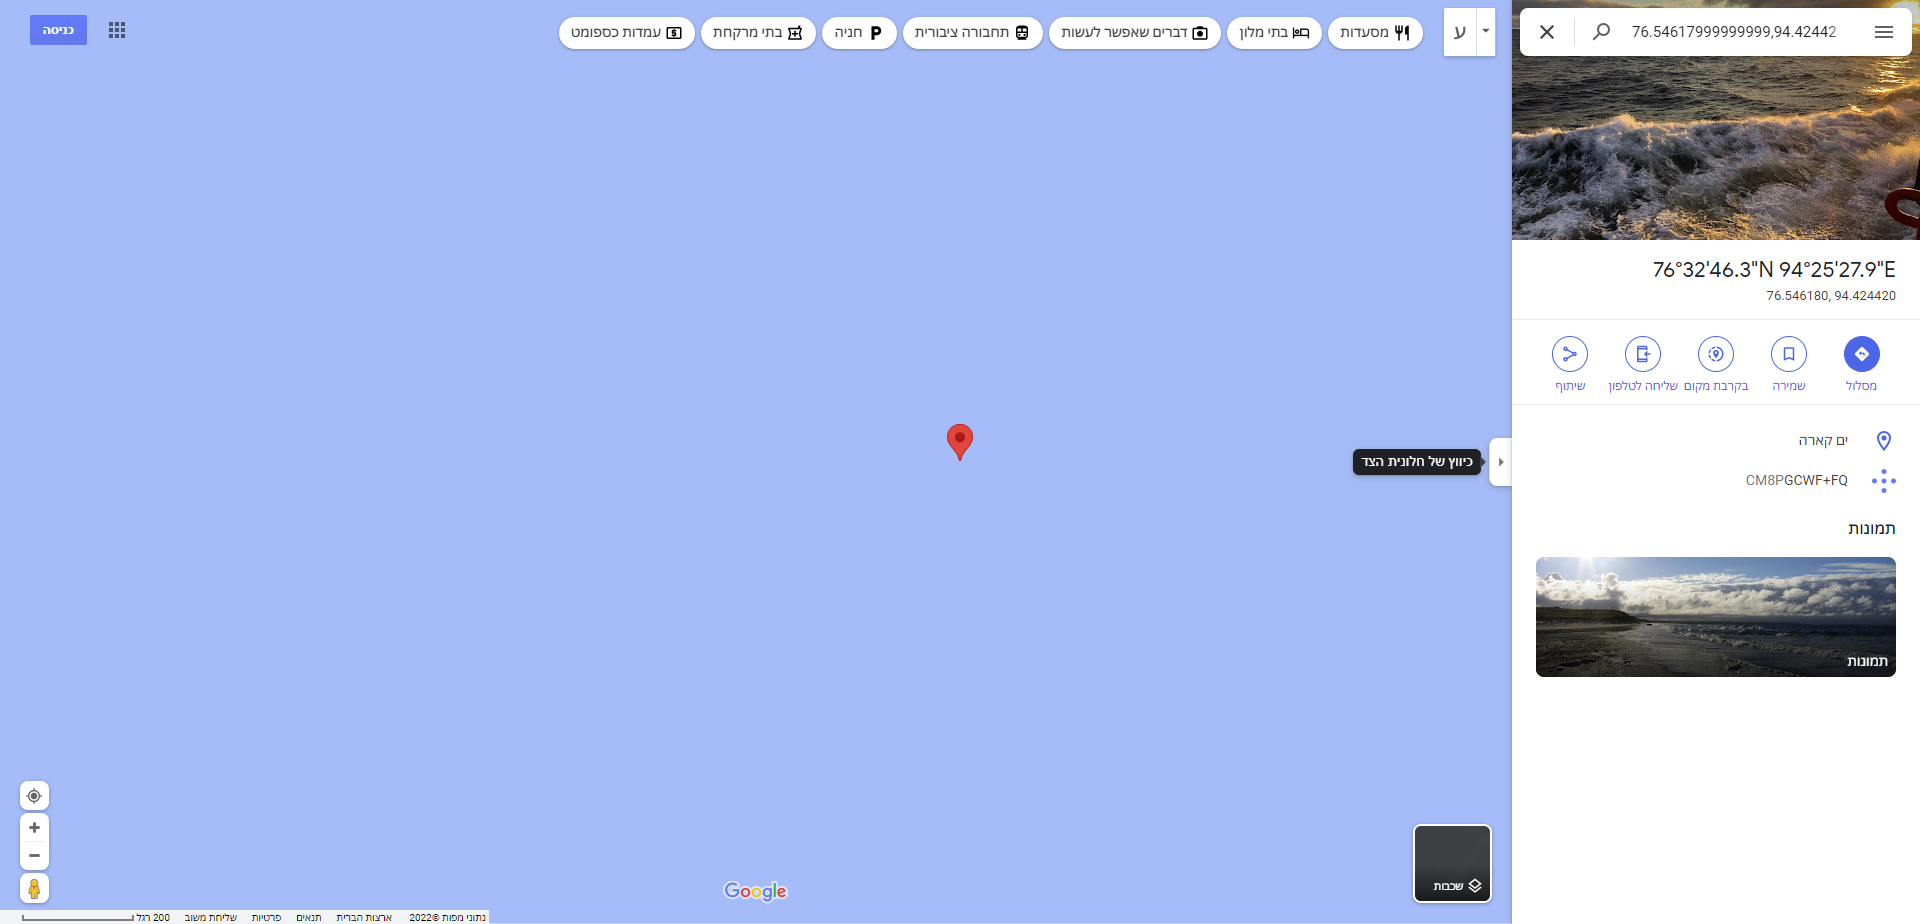 76.54617999999999,94.42442
76°32'46.3"N 94°25'27.9"E
76.546180, 94.424420
מסלול
שמירה
בקרבת מקום
שליחה לטלפון
שיתוף
ים קארה
CM8PGCWF+FQ
תמונות
תמונות
ע
מסעדות
בתי מלון
דברים שאפשר לעשות
תחבורה ציבורית
חניה
בתי מרקחת
עמדות כספומט
כניסה
כיווץ של חלונית הצד
שכבות
Google
נתוני מפות ©2022
ארצות הברית
תנאים
פרטיות
שליחת משוב
200 רגל